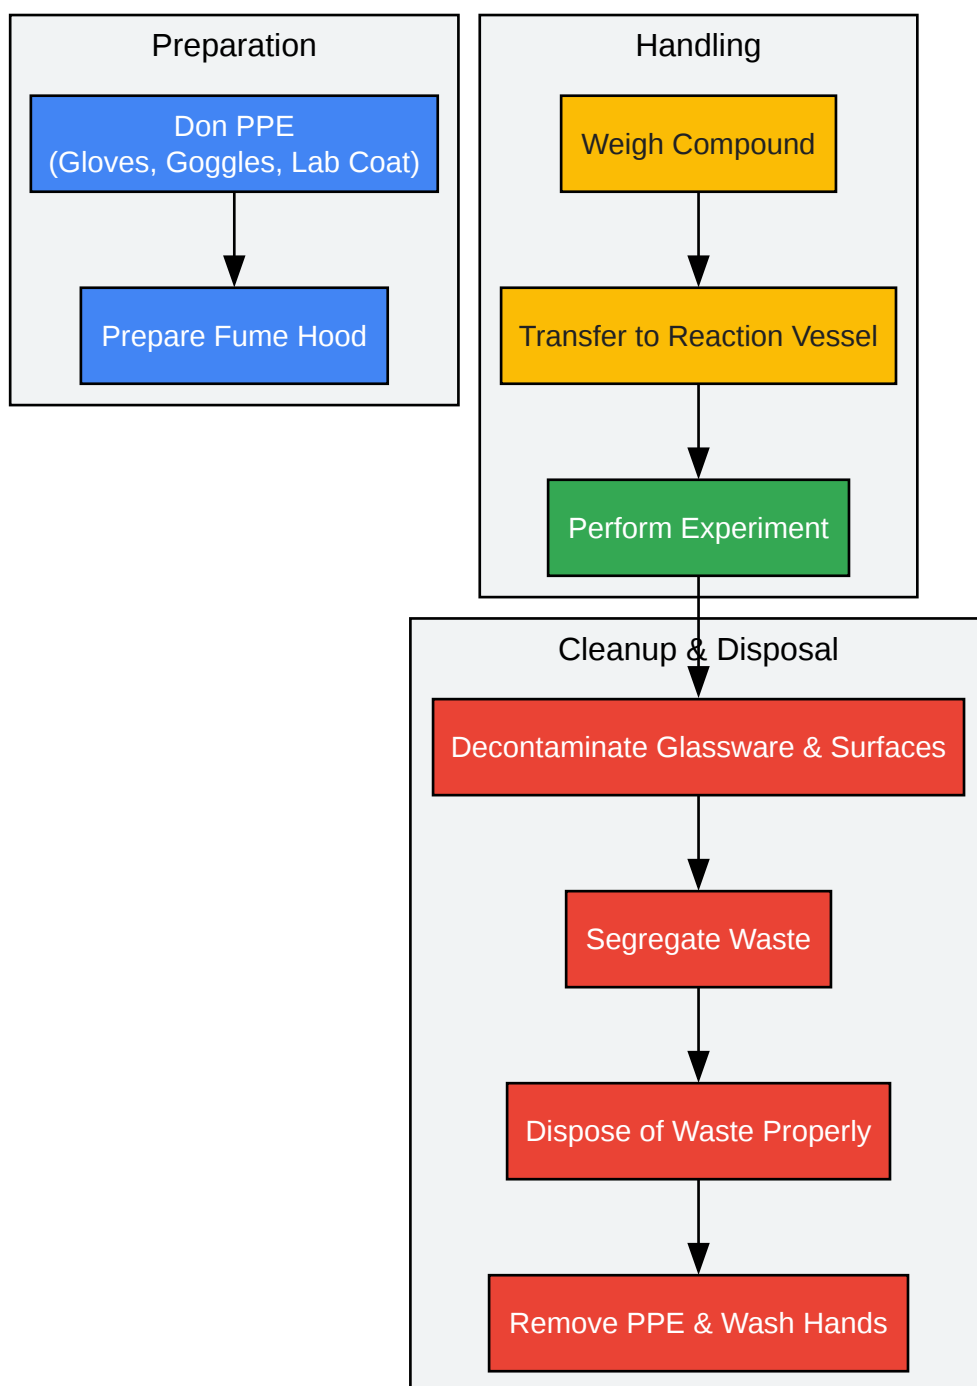 Preparation
Don PPE
(Gloves, Goggles, Lab Coat)
Prepare Fume Hood
Handling
Weigh Compound
Transfer to Reaction Vessel
Perform Experiment
Cleanup & Disposal
Decontaminate Glassware & Surfaces
Segregate Waste
Dispose of Waste Properly
Remove PPE & Wash Hands